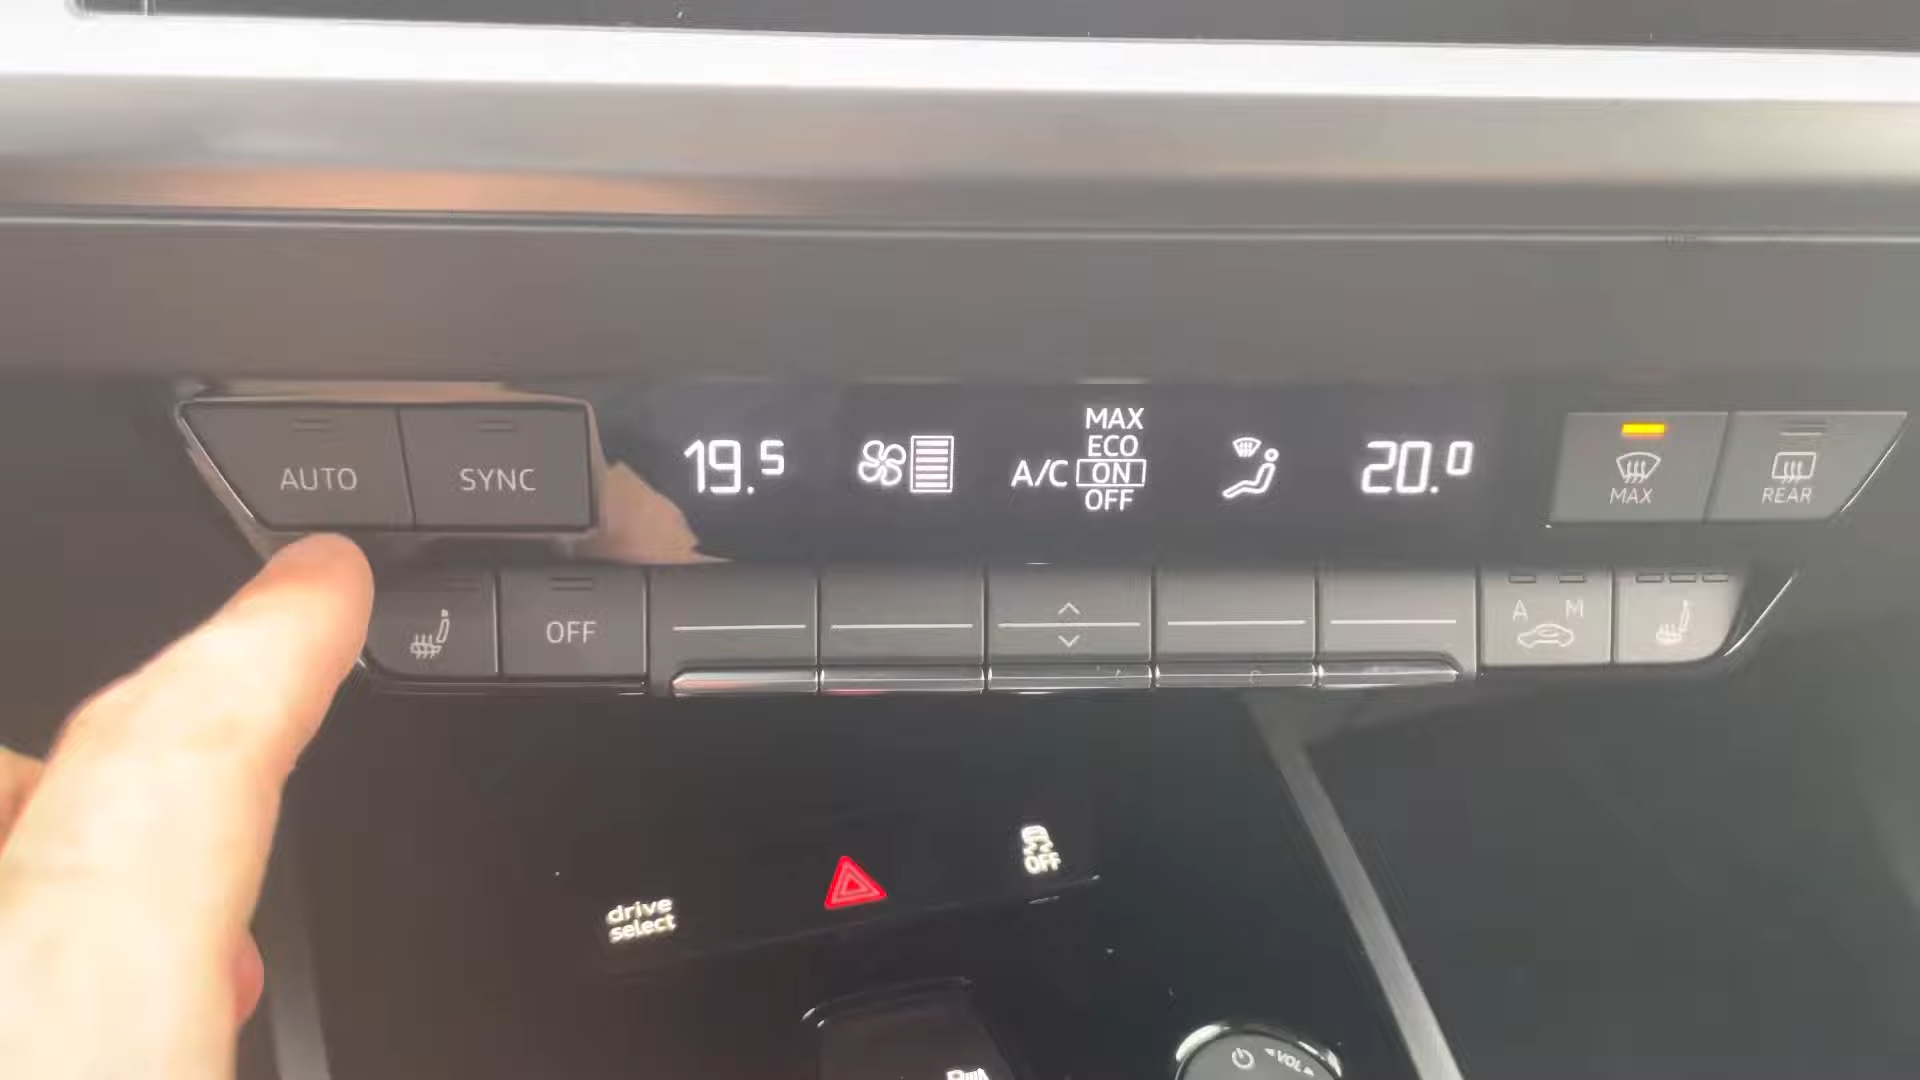 AUTO
SYNC
19.5
A/C
MAX
ECO
ON
OFF
20.0
MAX
REAR
OFF
A M
drive
select
OFF
VOL